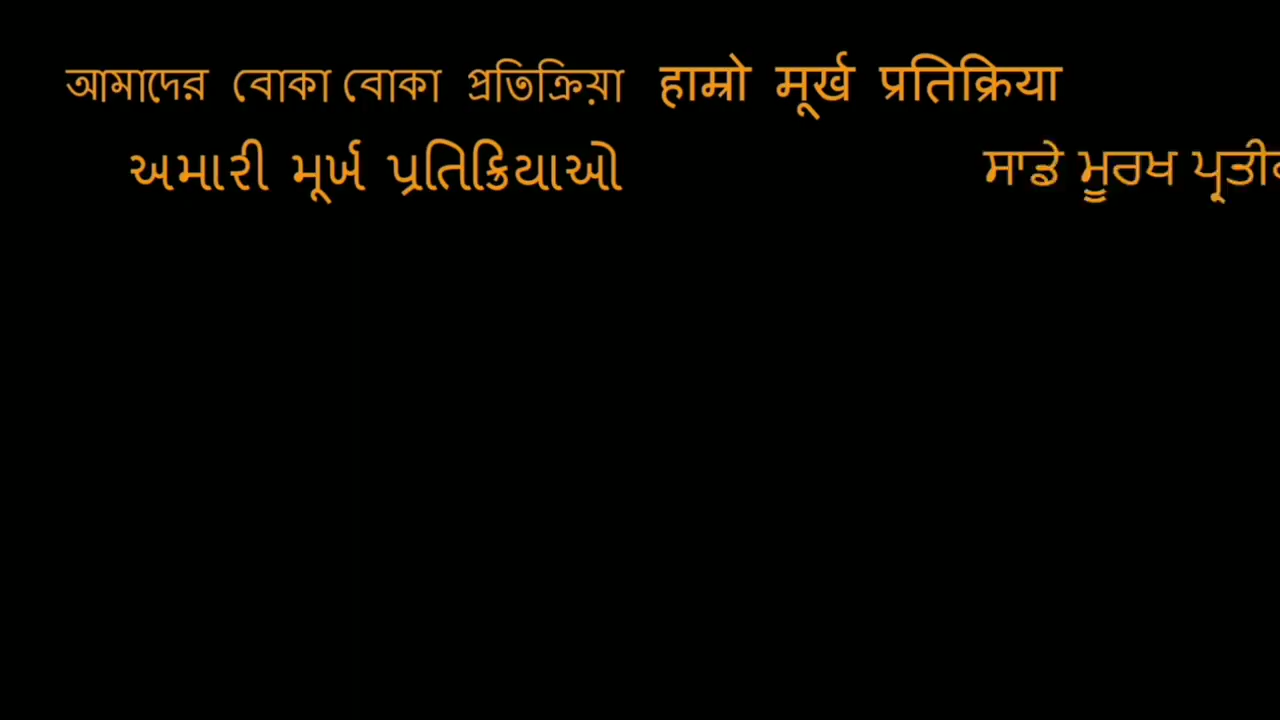 আমাদের বোকা বোকা প্রতিক্রিয়া हाम्रो मूर्ख प्रतिक्रिया
અમારી મૂર્ખ પ્રતિક્રિયાઓ ਸਾਡੇ ਮੂਰਖ